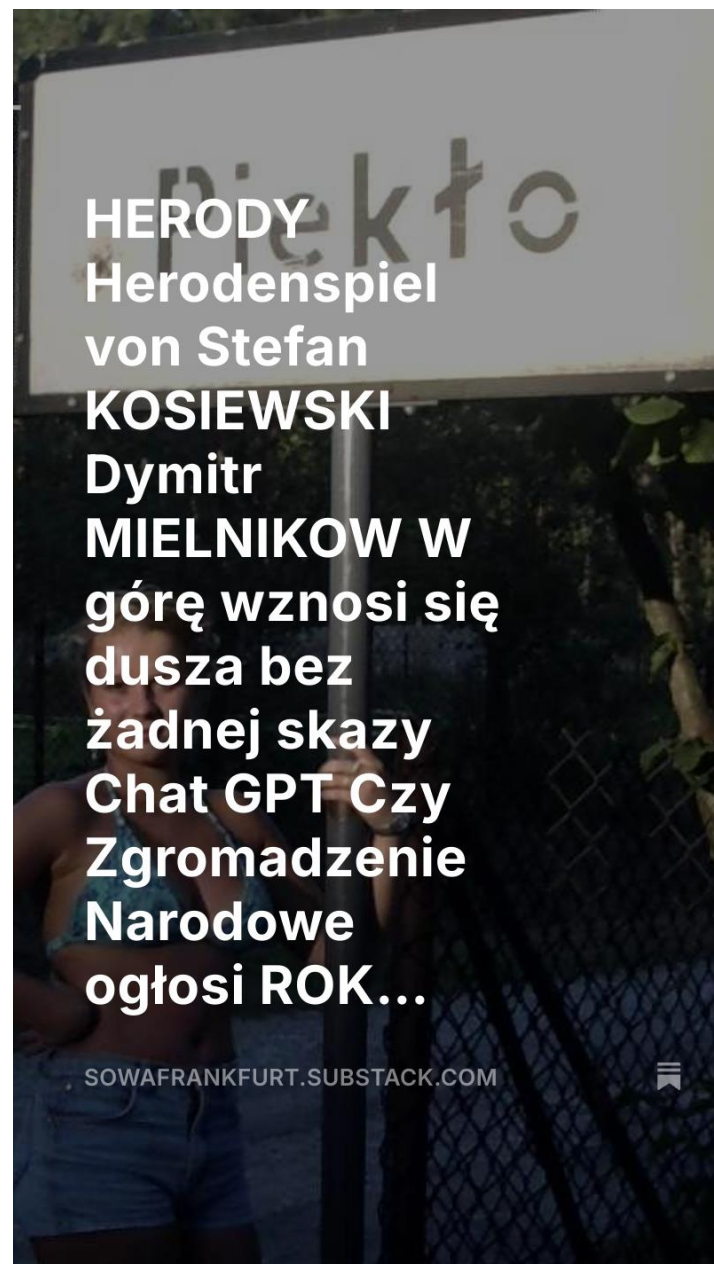 Piekło
HERODY
Herodenspiel
von Stefan
KOSIEWSKI
Dymitr
MIELNIKOW W
górę wznosi się
dusza bez
żadnej skazy
Chat GPT Czy
Zgromadzenie
Narodowe
ogłosi ROK...
SOWAFRANKFURT.SUBSTACK.COM